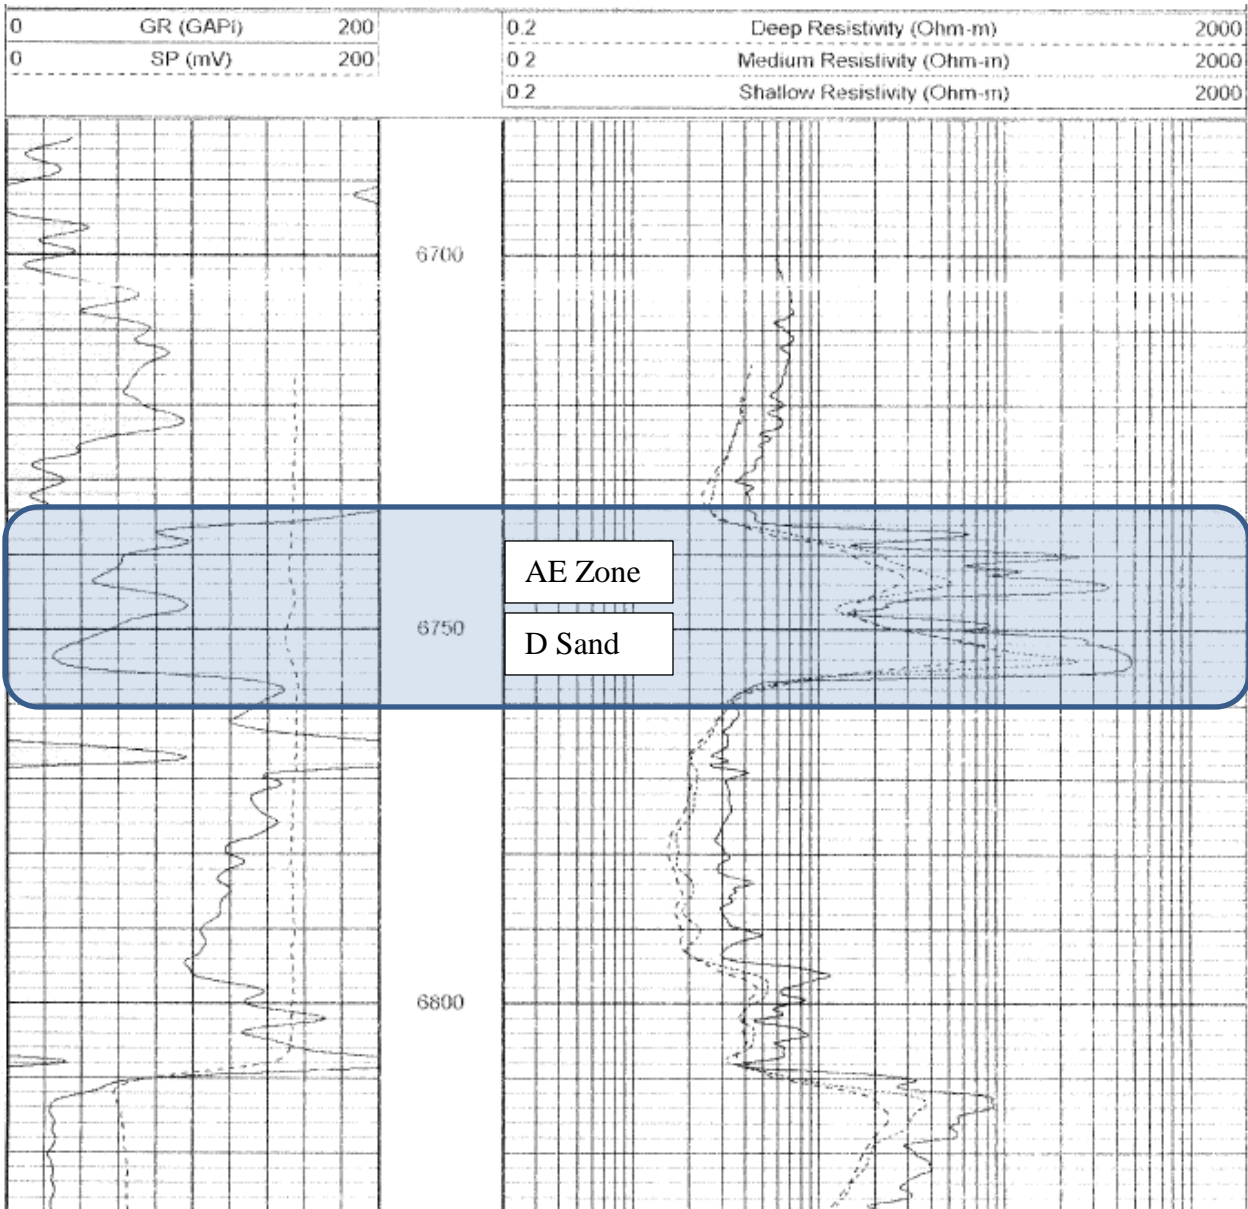 0 GR (GAPI) 200 0.2 Deep Resistivity (Ohm-m) 2000
0 SP (mV) 200 0 2 Medium Resistivity (Ohm-m) 2000
0.2 Shallow Resistivity (Ohm-m) 2000
6700
AE Zone
6750
D Sand
6800